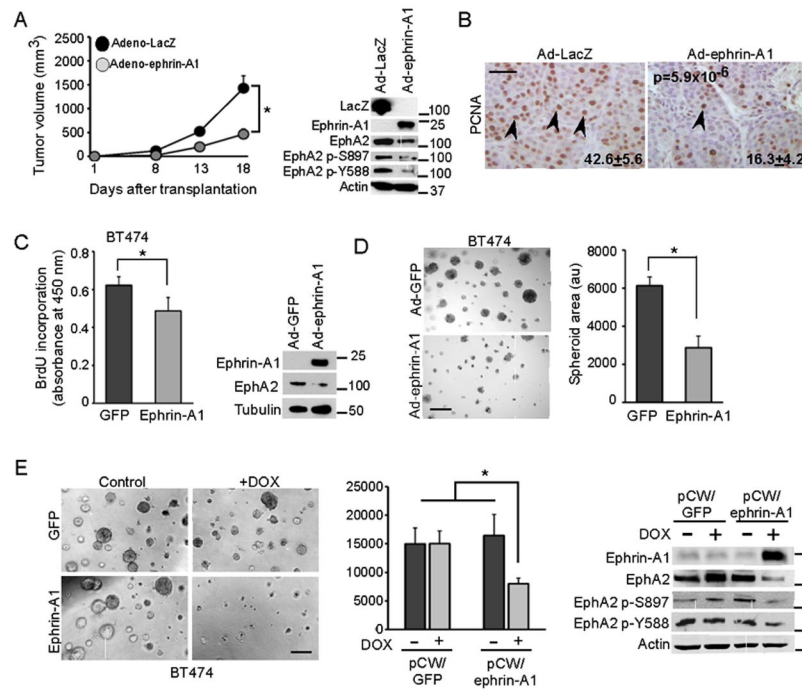 A
Adeno-LacZ
Adeno-ephrin-A1
Tumor volume (mm³)
2500
2000
1500
1000
500
0
*
1 8 13 18
Days after transplantation
Ad-LacZ
Ad-ephrin-A1
LacZ 100
Ephrin-A1 25
EphA2 100
EphA2 p-S897 100
EphA2 p-Y588 100
Actin 37
B
Ad-LacZ Ad-ephrin-A1
PCNA
p=5.9x10⁻⁶
42.6±5.6 16.3±4.2
C
BT474
BrdU incorporation
(absorbance at 450 nm)
0.8
0.6
0.4
0.2
0
*
GFP Ephrin-A1
Ad-GFP
Ad-ephrin-A1
Ephrin-A1 25
EphA2 100
Tubulin 50
D
BT474
Ad-GFP
Ad-ephrin-A1
Spheroid area (au)
8000
6000
4000
2000
0
*
GFP Ephrin-A1
E
Control +DOX
GFP
Ephrin-A1
BT474
25000
20000
15000
10000
5000
0
*
DOX − + − +
pCW/ pCW/
GFP ephrin-A1
pCW/ pCW/
GFP ephrin-A1
DOX − + − +
Ephrin-A1
EphA2
EphA2 p-S897
EphA2 p-Y588
Actin